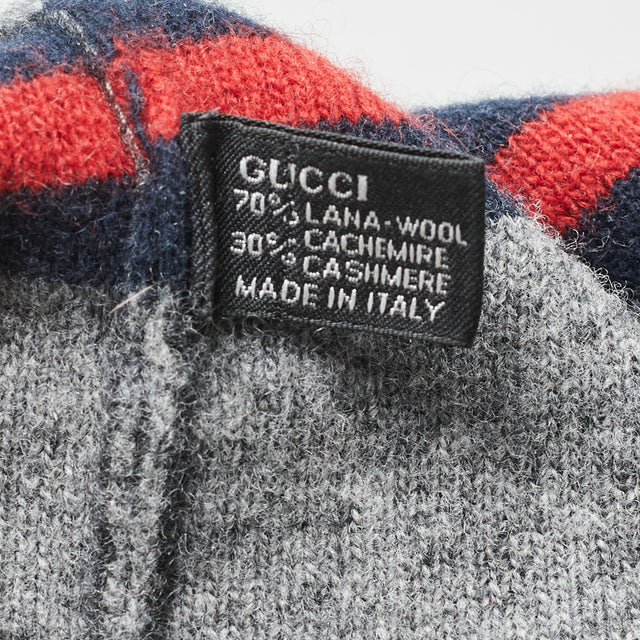 GUCCI
70% LANA-WOOL
30% CACHEMIRE
CASHMERE
MADE IN ITALY